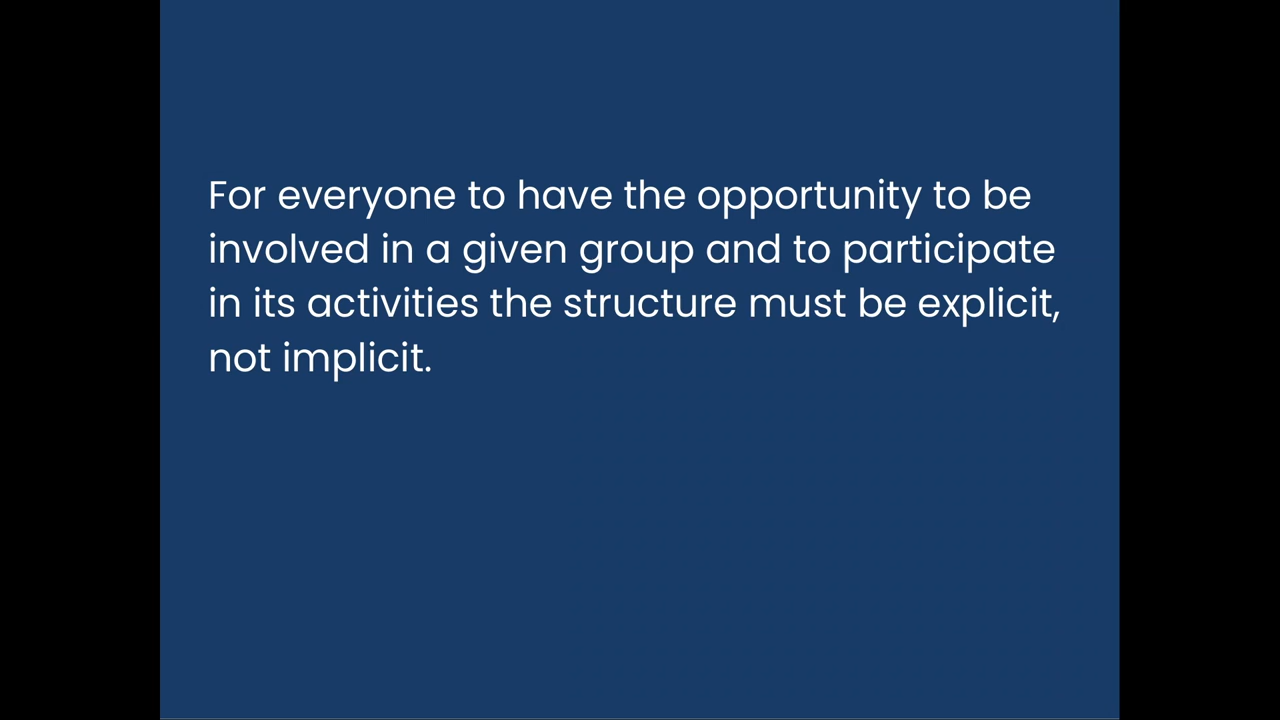 For everyone to have the opportunity to be
involved in a given group and to participate
in its activities the structure must be explicit,
not implicit.